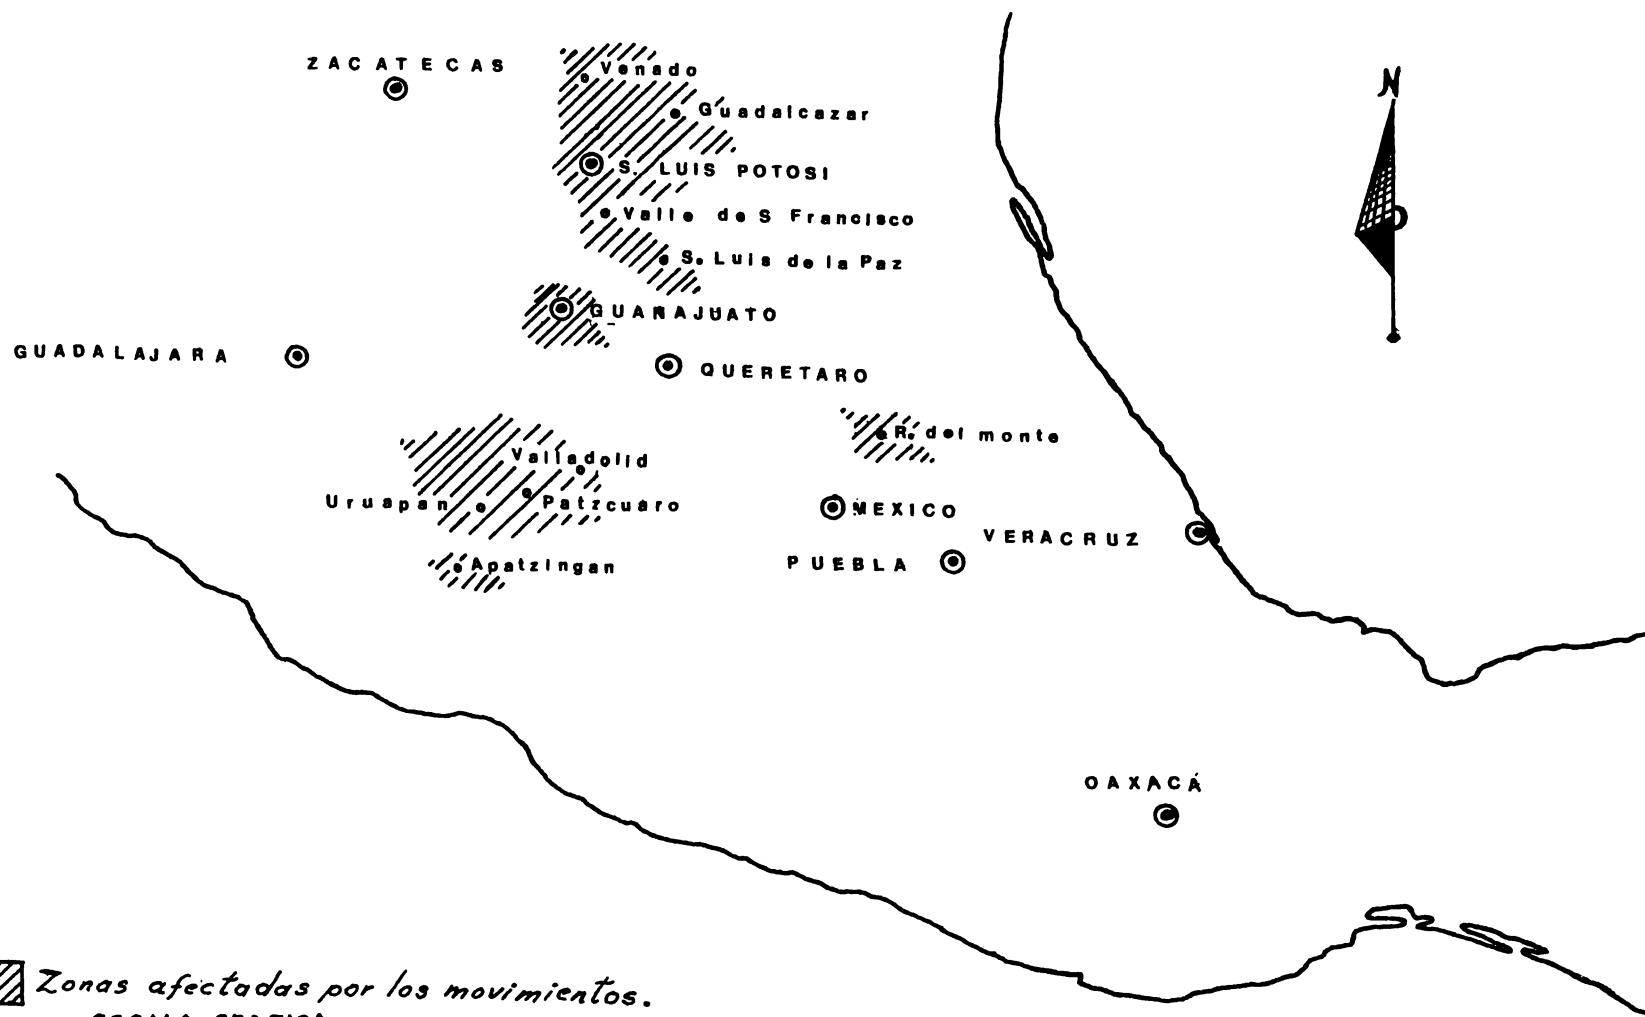 ZACATECAS
Venado
N
Guadalcazar
S. LUIS POTOSI
Valle de S Francisco
S. Luis de la Paz
GUANAJUATO
GUADALAJARA
QUERETARO
R. del monte
Valladolid
Uruapan
Patzcuaro
MEXICO
VERACRUZ
PUEBLA
Apatzingan
OAXACÁ
Zonas afectadas por los movimientos.